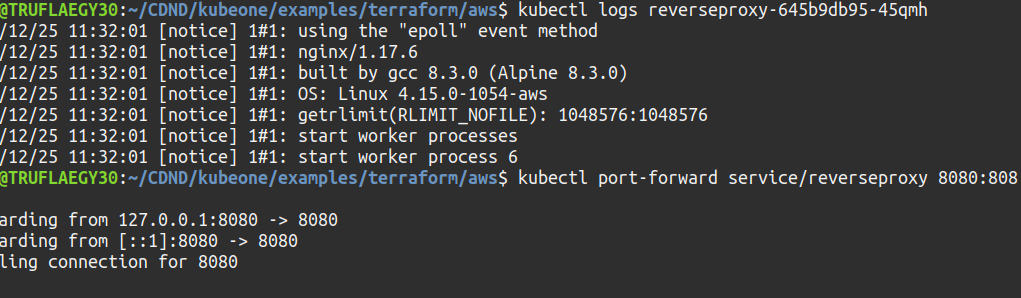 @TRUFLAEGY30:~/CDND/kubeone/examples/terraform/aws$ kubectl logs reverseproxy-645b9db95-45qmh
/12/25 11:32:01 [notice] 1#1: using the "epoll" event method
/12/25 11:32:01 [notice] 1#1: nginx/1.17.6
/12/25 11:32:01 [notice] 1#1: built by gcc 8.3.0 (Alpine 8.3.0)
/12/25 11:32:01 [notice] 1#1: OS: Linux 4.15.0-1054-aws
/12/25 11:32:01 [notice] 1#1: getrlimit(RLIMIT_NOFILE): 1048576:1048576
/12/25 11:32:01 [notice] 1#1: start worker processes
/12/25 11:32:01 [notice] 1#1: start worker process 6
@TRUFLAEGY30:~/CDND/kubeone/examples/terraform/aws$ kubectl port-forward service/reverseproxy 8080:808
arding from 127.0.0.1:8080 -> 8080
arding from [::1]:8080 -> 8080
ling connection for 8080